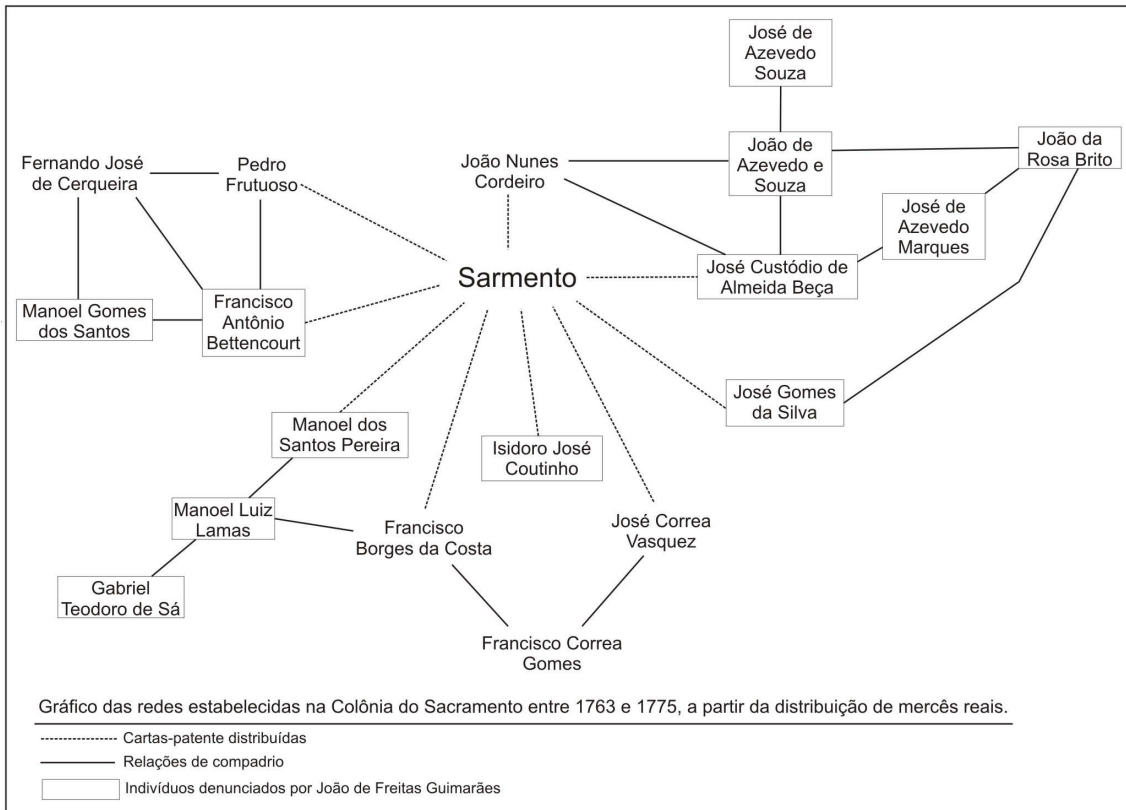 José de
Azevedo
Souza
João de
Azevedo e
Souza
João da
Rosa Brito
Fernando José
de Cerqueira
Pedro
Frutuoso
João Nunes
Cordeiro
José de
Azevedo
Marques
Sarmento
José Custódio de
Almeida Beça
Manoel Gomes
dos Santos
Francisco
Antônio
Bettencourt
José Gomes
da Silva
Manoel dos
Santos Pereira
Isidoro José
Coutinho
Manoel Luiz
Lamas
Francisco
Borges da Costa
José Correa
Vasquez
Gabriel
Teodoro de Sá
Francisco Correa
Gomes
Gráfico das redes estabelecidas na Colônia do Sacramento entre 1763 e 1775, a partir da distribuição de mercês reais.
Cartas-patente distribuídas
Relações de compadrio
Indivíduos denunciados por João de Freitas Guimarães